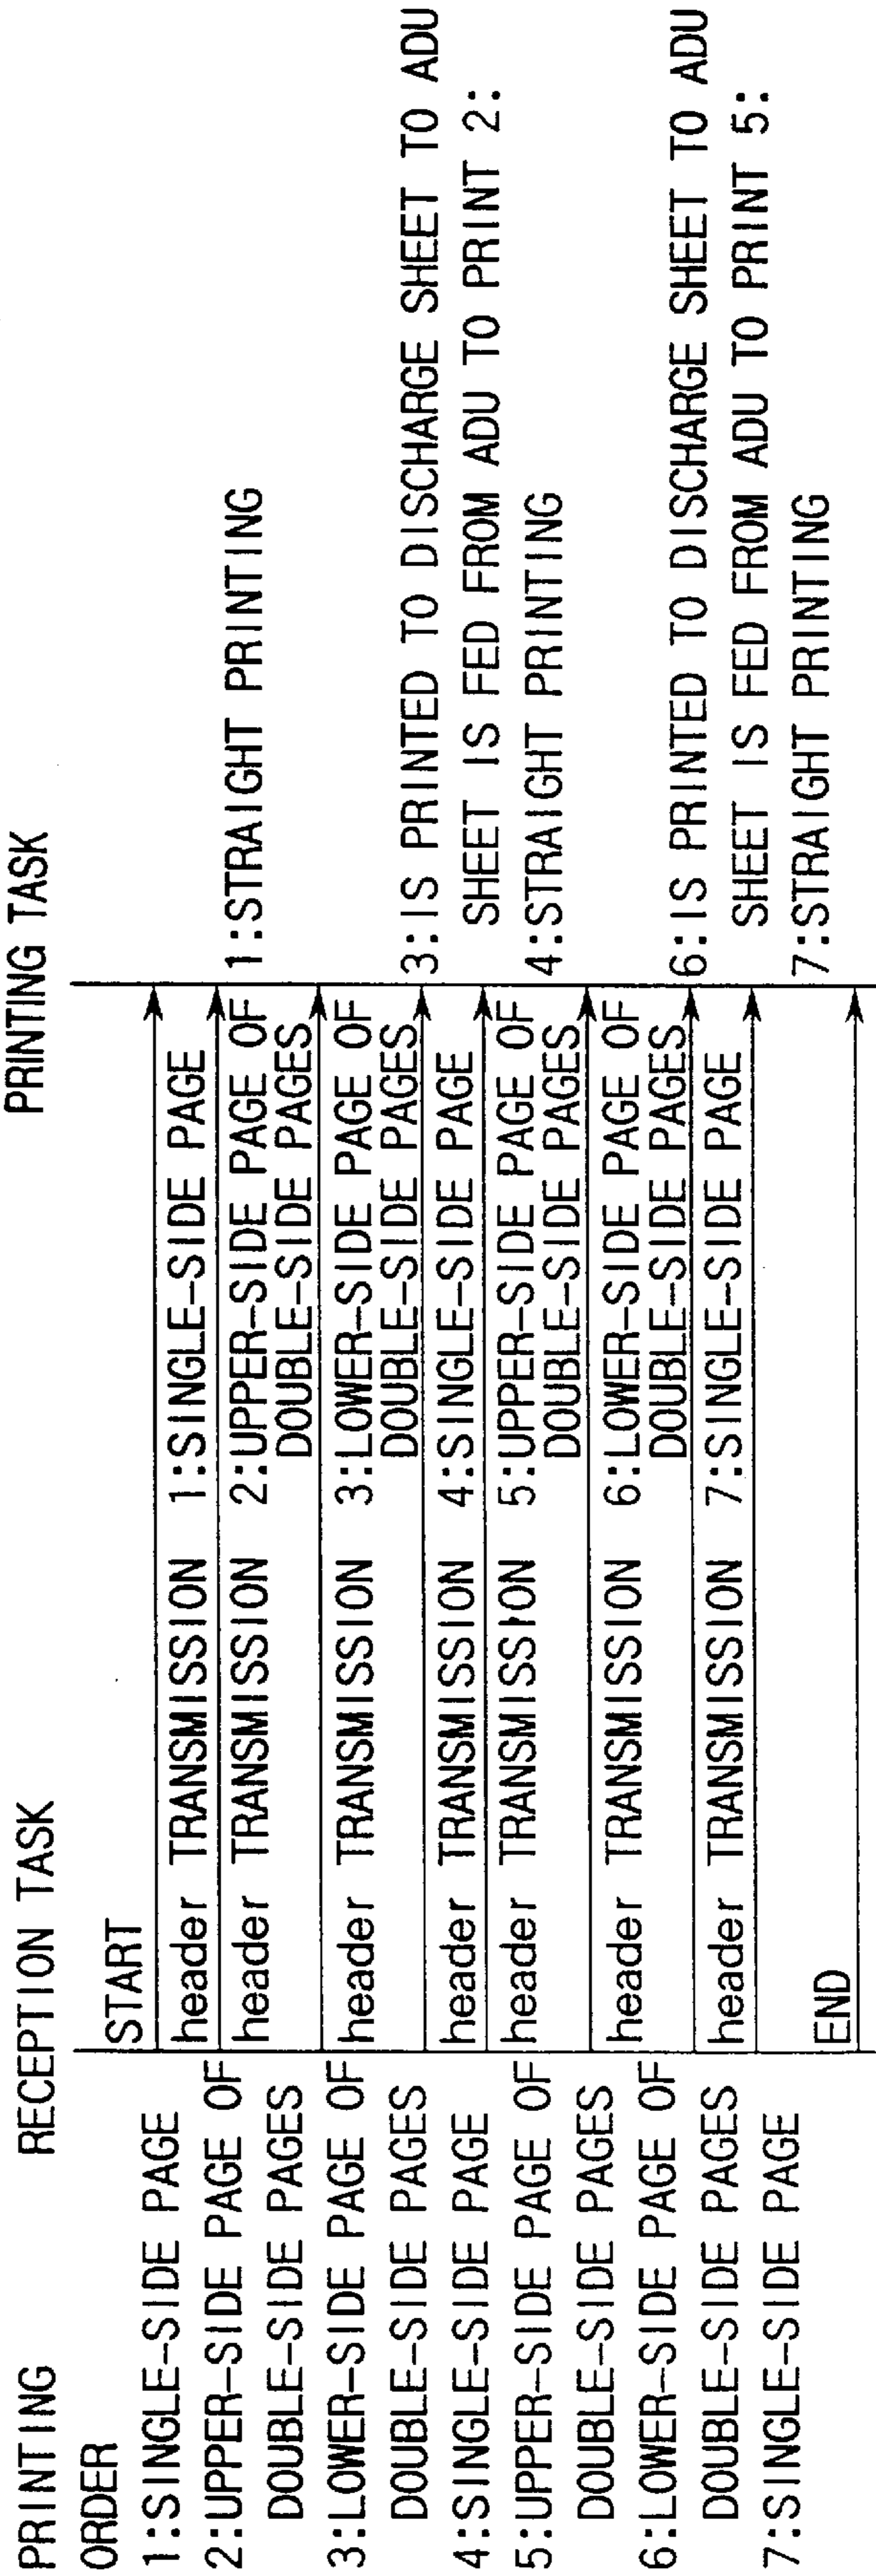 PRINTING
ORDER
1:SINGLE-SIDE PAGE
2:UPPER-SIDE PAGE OF
DOUBLE-SIDE PAGES
3:LOWER-SIDE PAGE OF
DOUBLE-SIDE PAGES
4:SINGLE-SIDE PAGE
5:UPPER-SIDE PAGE OF
DOUBLE-SIDE PAGES
6:LOWER-SIDE PAGE OF
DOUBLE-SIDE PAGES
7:SINGLE-SIDE PAGE
RECEPTION TASK
START
header TRANSMISSION 1:SINGLE-SIDE PAGE
header TRANSMISSION 2:UPPER-SIDE PAGE OF
DOUBLE-SIDE PAGES
header TRANSMISSION 3:LOWER-SIDE PAGE OF
DOUBLE-SIDE PAGES
header TRANSMISSION 4:SINGLE-SIDE PAGE
header TRANSMISSION 5:UPPER-SIDE PAGE OF
DOUBLE-SIDE PAGES
header TRANSMISSION 6:LOWER-SIDE PAGE OF
DOUBLE-SIDE PAGES
header TRANSMISSION 7:SINGLE-SIDE PAGE
END
PRINTING TASK
1:STRAIGHT PRINTING
3:IS PRINTED TO DISCHARGE SHEET TO ADU
SHEET IS FED FROM ADU TO PRINT 2:
4:STRAIGHT PRINTING
6:IS PRINTED TO DISCHARGE SHEET TO ADU
SHEET IS FED FROM ADU TO PRINT 5:
7:STRAIGHT PRINTING